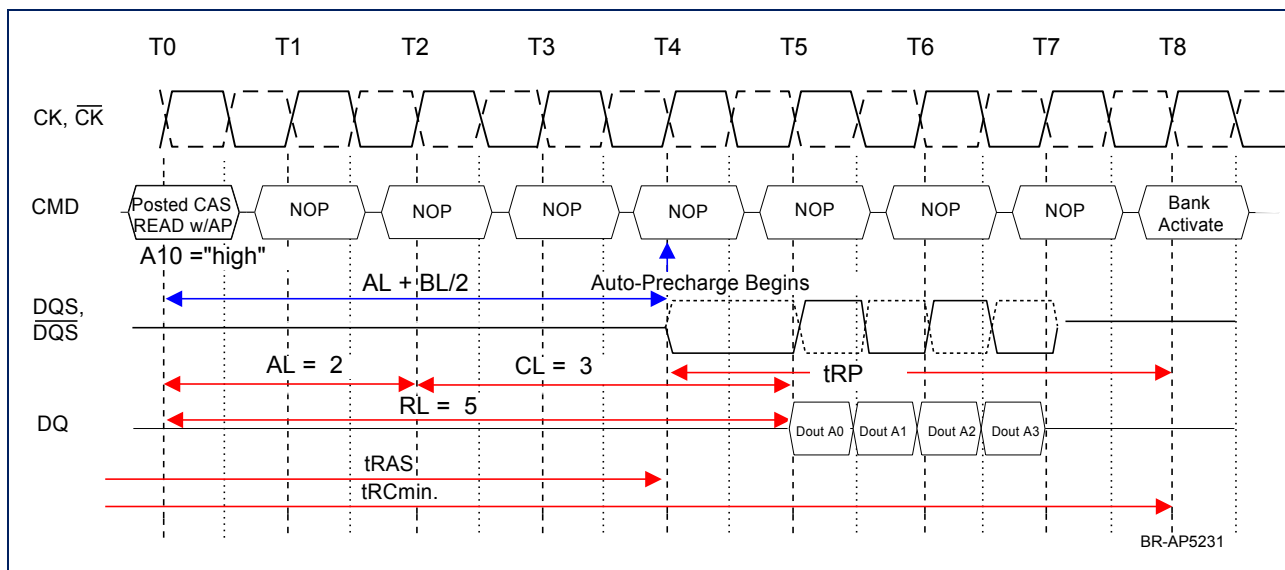 T0 T1 T2 T3 T4 T5 T6 T7 T8
CK, CK
CMD
Posted CAS
READ w/AP
NOP NOP NOP NOP NOP NOP NOP
Bank
Activate
A10 ="high"
AL + BL/2
Auto-Precharge Begins
DQS,
DQS
AL = 2
CL = 3
tRP
RL = 5
DQ
Dout A0 Dout A1 Dout A2 Dout A3
tRAS
tRCmin.
BR-AP5231